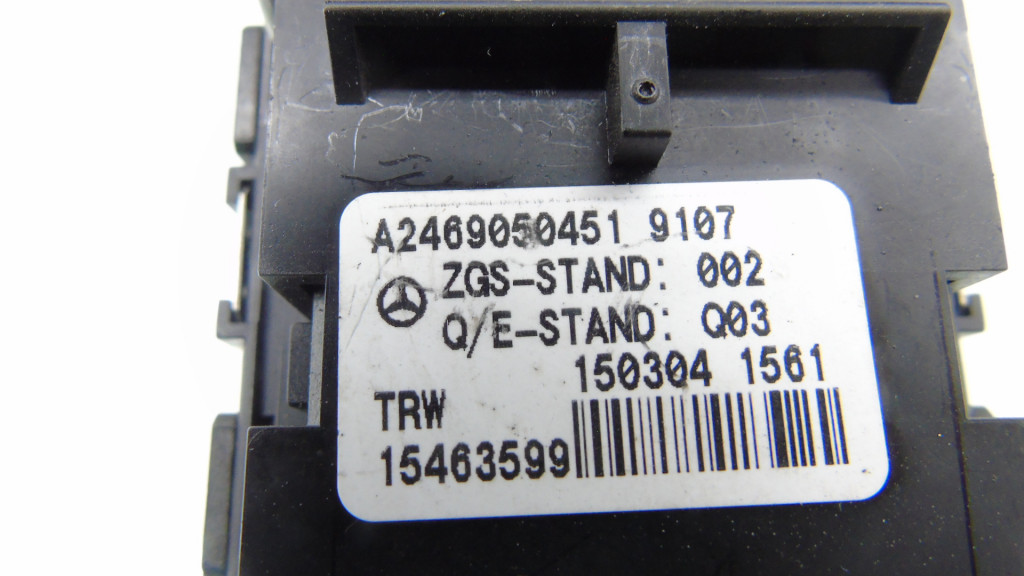 A2469050451 9107
ZGS-STAND: 002
Q/E-STAND: Q03
150304 1561
TRW
15463599